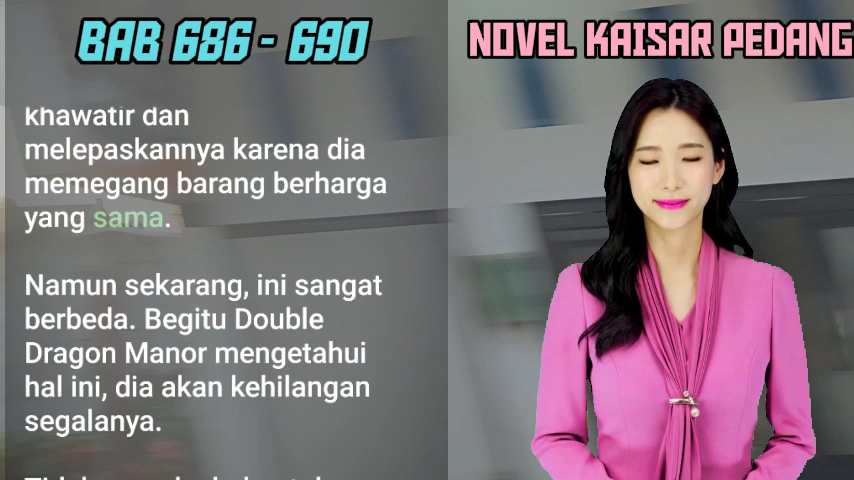 BAB 686 - 690
NOVEL KAISAR PEDANG
khawatir dan
melepaskannya karena dia
memegang barang berharga
yang sama.
Namun sekarang, ini sangat
berbeda. Begitu Double
Dragon Manor mengetahui
hal ini, dia akan kehilangan
segalanya.